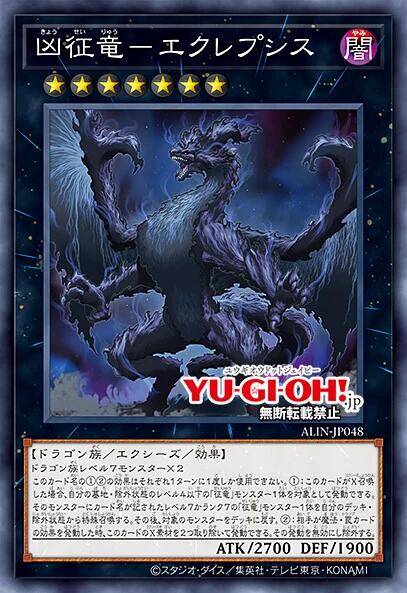 きょう せい りゅう
凶征竜－エクレプシス
やみ
闇
ユウギオウドットジェイピー
YU-GI-OH!.jp
無断転載禁止
ALIN-JP048
【ドラゴン族／エクシーズ／効果】
ドラゴン族レベル７モンスター×２
このカード名の①②の効果はそれぞれ１ターンに１度しか使用できない。①：このカードがX召喚
した場合、自分の墓地・除外状態のレベル４以下の「征竜」モンスター１体を対象として発動できる。
そのモンスターにカード名が記されたレベル７かランク７の「征竜」モンスター１体を自分のデッキ・
除外状態から特殊召喚する。その後、対象のモンスターをデッキに戻す。②：相手が魔法・罠カード
の効果を発動した時、このカードのX素材を２つ取り除いて発動できる。その発動を無効にし除外する。
ATK/2700 DEF/1900
©スタジオ・ダイス／集英社・テレビ東京・KONAMI